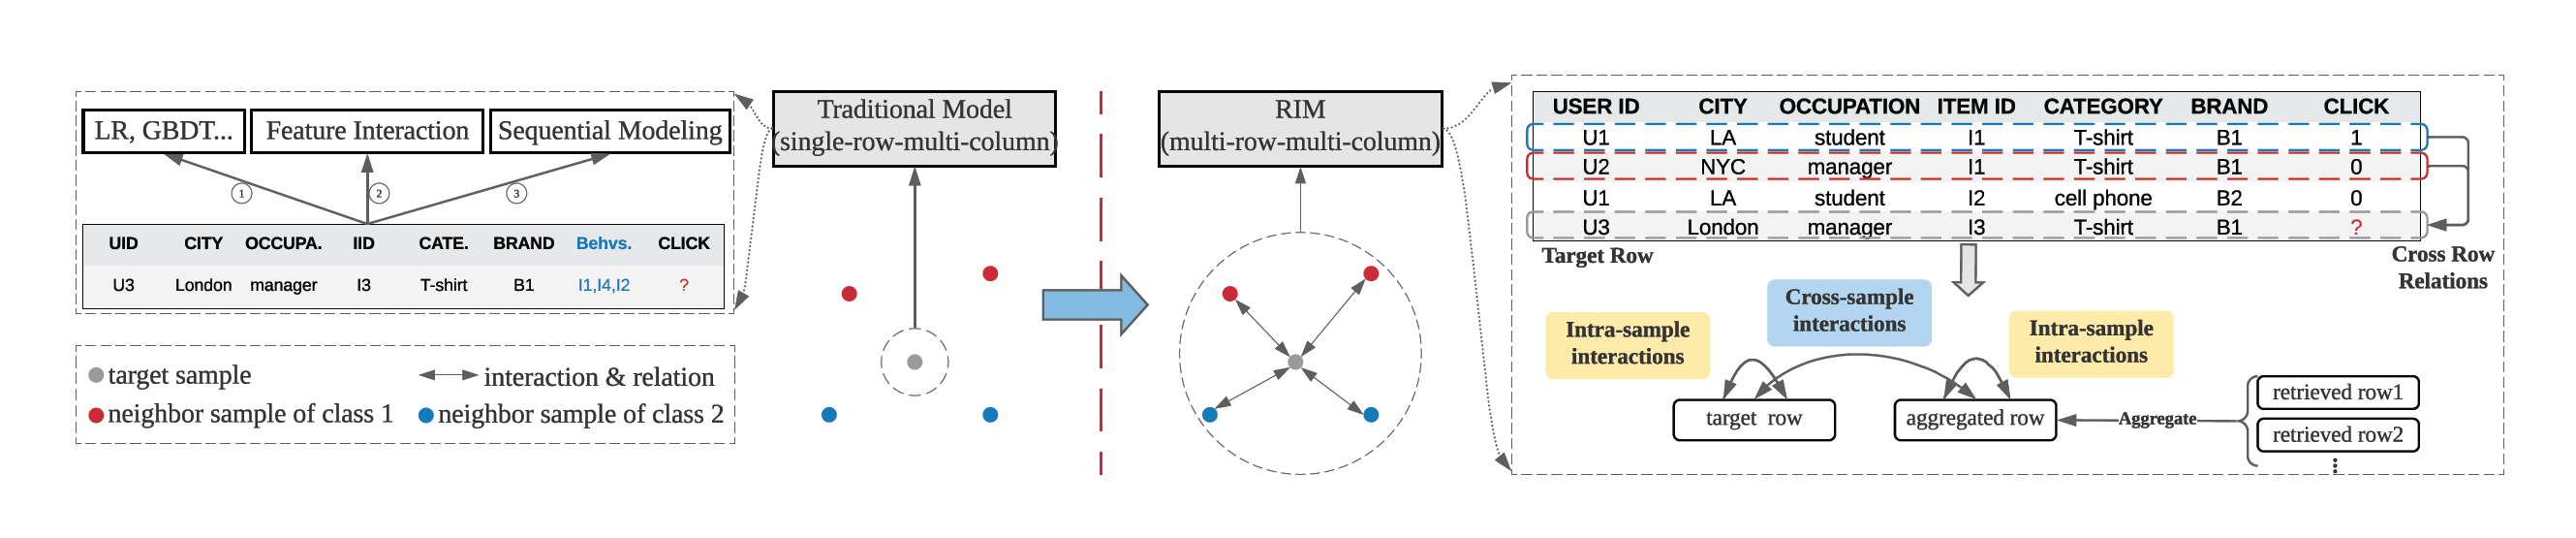 LR, GBDT...
Feature Interaction
Sequential Modeling
1
2
3
UID CITY OCCUPA. IID CATE. BRAND Behvs. CLICK
U3 London manager I3 T-shirt B1 I1,I4,I2 ?
target sample
interaction & relation
neighbor sample of class 1
neighbor sample of class 2
Traditional Model
(single-row-multi-column)
RIM
(multi-row-multi-column)
USER ID CITY OCCUPATION ITEM ID CATEGORY BRAND CLICK
U1 LA student I1 T-shirt B1 1
U2 NYC manager I1 T-shirt B1 0
U1 LA student I2 cell phone B2 0
U3 London manager I3 T-shirt B1 ?
Target Row
Cross Row
Relations
Cross-sample
interactions
Intra-sample
interactions
Intra-sample
interactions
target row
aggregated row
Aggregate
retrieved row1
retrieved row2